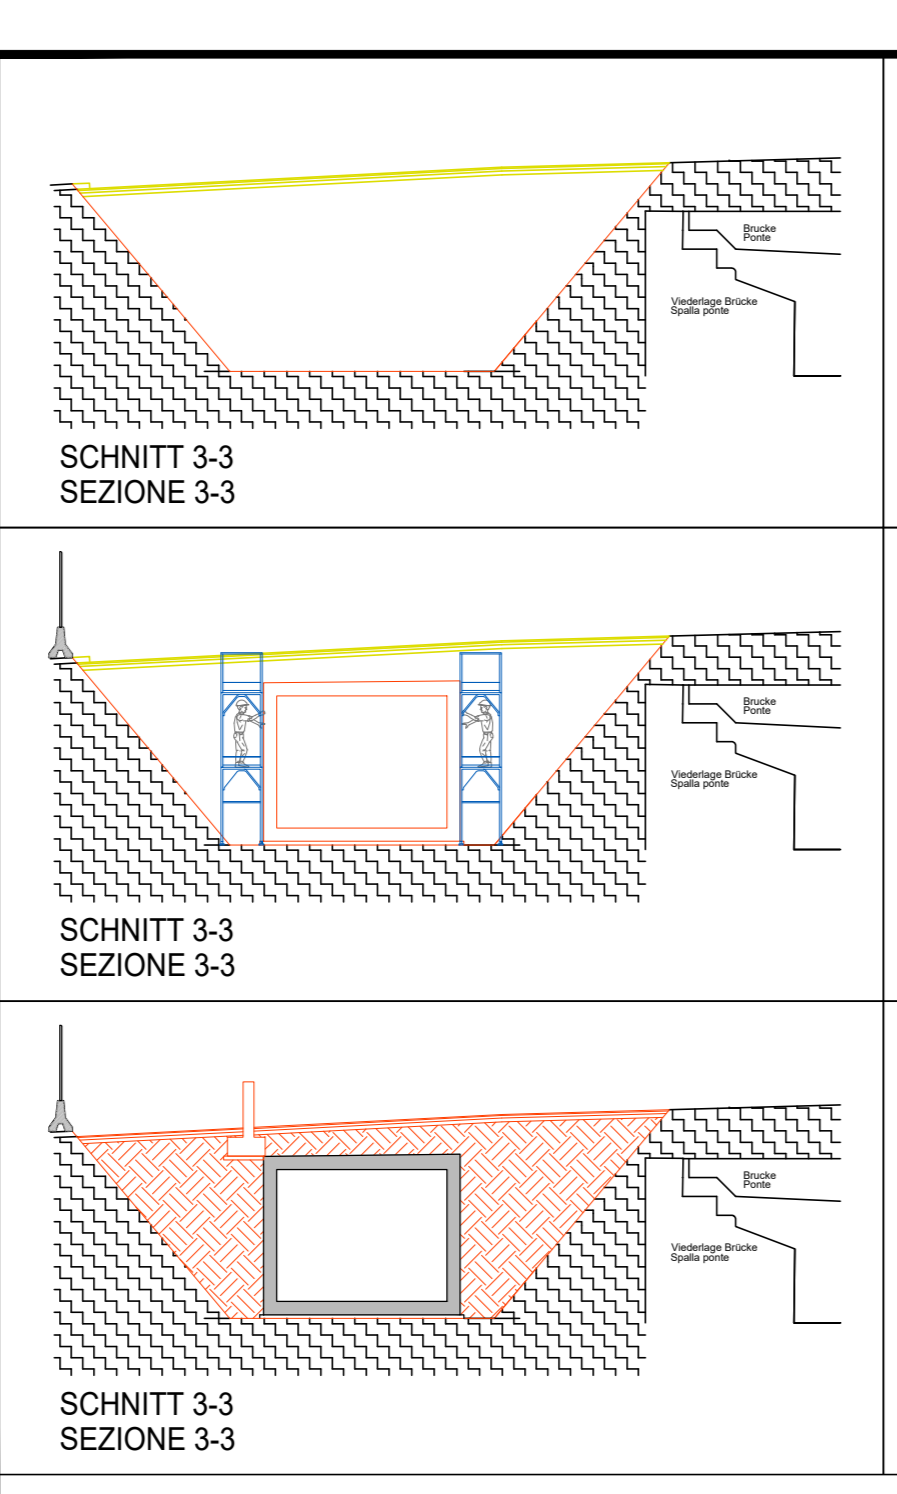 Brucke
Ponte
Viederlage Brücke
Spalla ponte
SCHNITT 3-3
SEZIONE 3-3
Brucke
Ponte
Viederlage Brücke
Spalla ponte
SCHNITT 3-3
SEZIONE 3-3
Brucke
Ponte
Viederlage Brücke
Spalla ponte
SCHNITT 3-3
SEZIONE 3-3